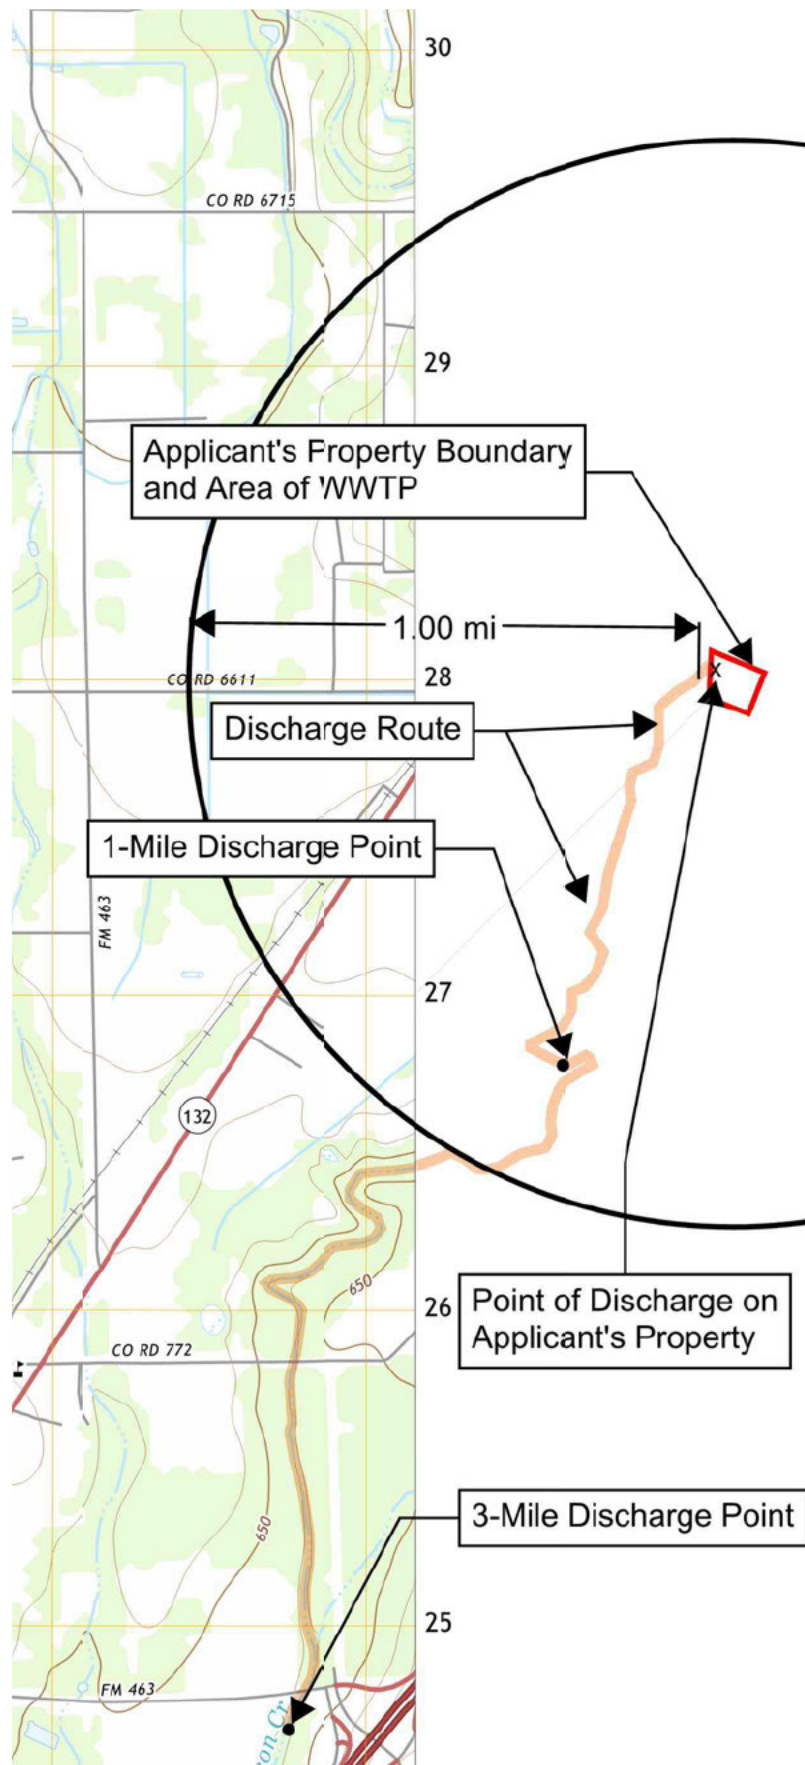 30
CO RD 6715
29
Applicant's Property Boundary
and Area of WWTP
1.00 mi
CO RD 6611
28
Discharge Route
x
1-Mile Discharge Point
FM 463
27
132
650
26
Point of Discharge on
Applicant's Property
CO RD 772
3-Mile Discharge Point
650
25
FM 463
on Cr